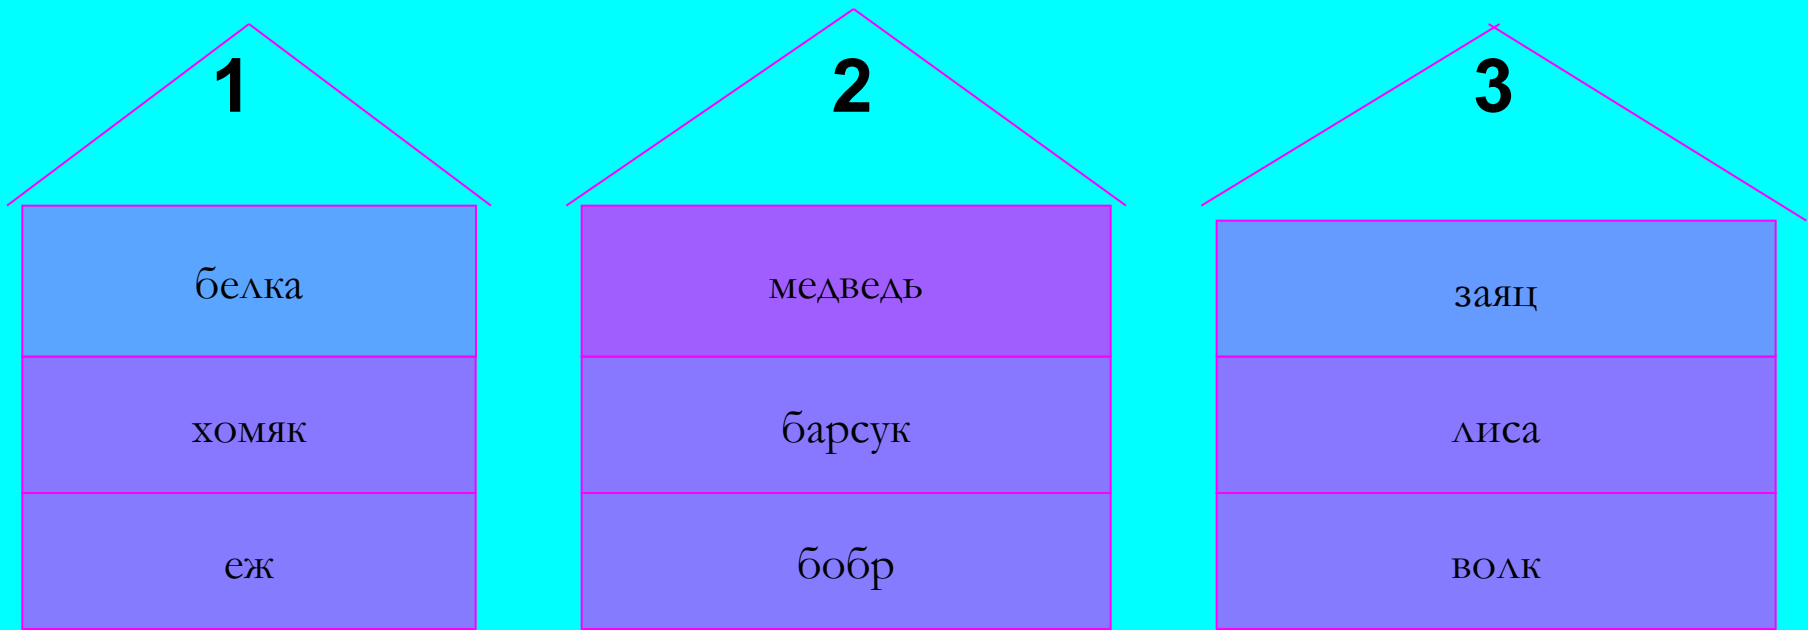 1
белка
хомяк
еж
2
медведь
барсук
бобр
3
заяц
лиса
волк